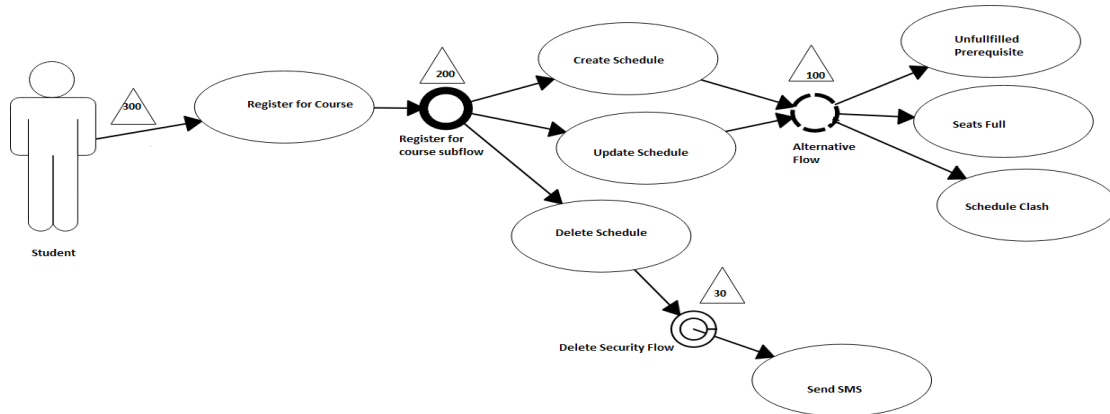 Unfullfilled
Prerequisite
200
Create Schedule
100
300
Register for Course
Seats Full
Register for
course subflow
Update Schedule
Alternative
Flow
Schedule Clash
Delete Schedule
Student
30
Delete Security Flow
Send SMS